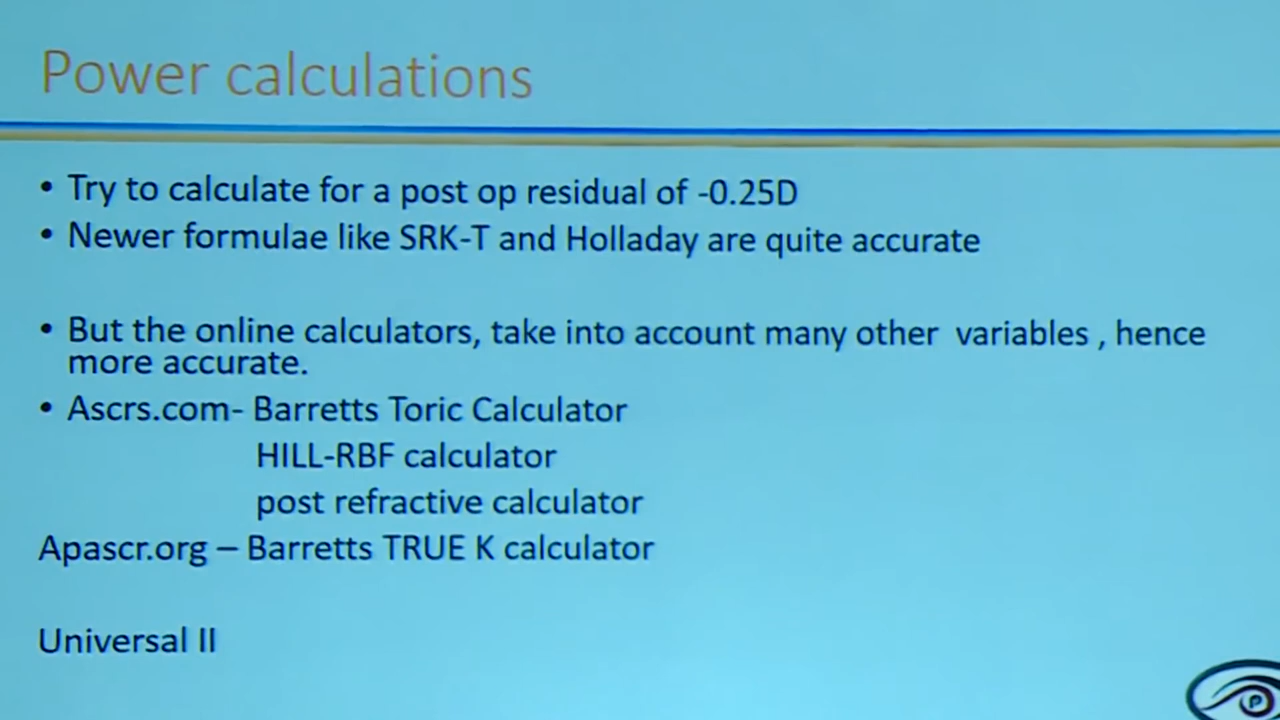 Power calculations
• Try to calculate for a post op residual of -0.25D
• Newer formulae like SRK-T and Holladay are quite accurate
• But the online calculators, take into account many other variables , hence
more accurate.
• Ascrs.com- Barretts Toric Calculator
HILL-RBF calculator
post refractive calculator
Apascr.org – Barretts TRUE K calculator
Universal II
P